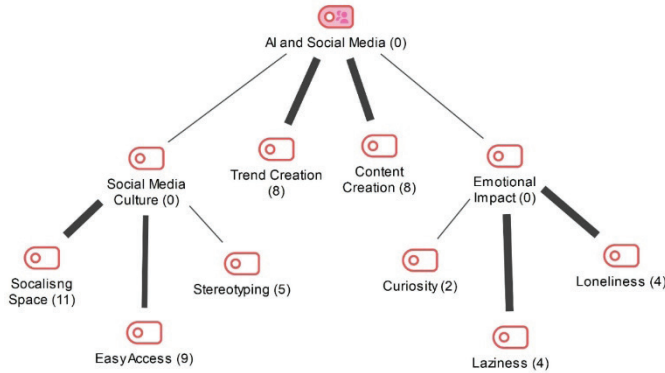 AI and Social Media (0)
Trend Creation
(8)
Content
Creation (8)
Social Media
Culture (0)
Emotional
Impact (0)
Socalisng
Space (11)
Stereotyping (5)
Curiosity (2)
Loneliness (4)
EasyAccess (9)
Laziness (4)